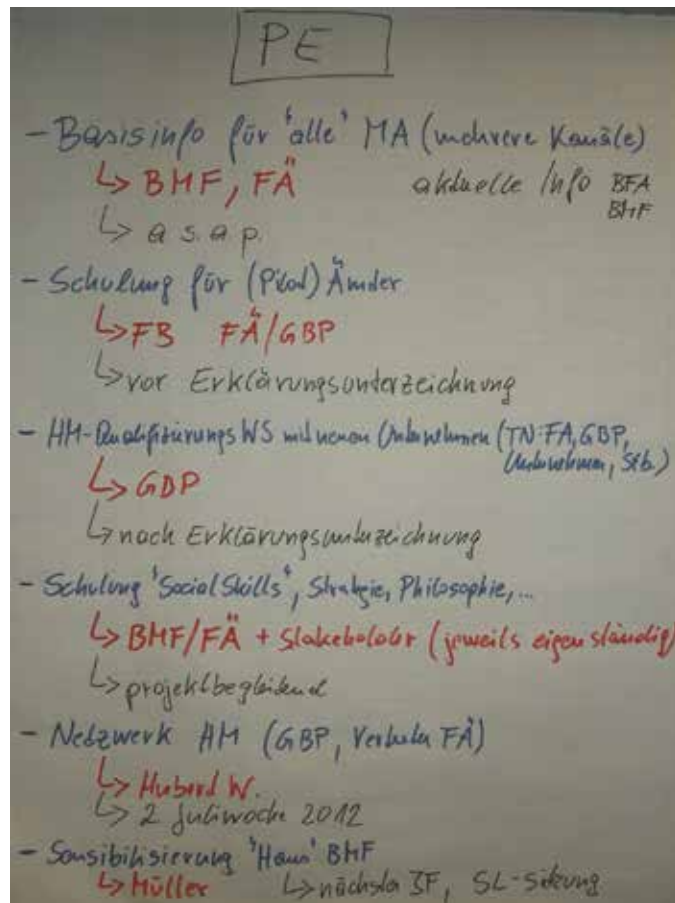 PE
- Basisinfo für 'alle' MA (mehrere Kanäle)
↳ BMF, FÄ aktuelle Info BFA
BMF
↳ a s. a p.
- Schulung für (Pilot) Ämter
↳ FB FÄ/GBP
↳ vor Erklärungsunterzeichnung
- HM-Qualifizierungs WS mit neuen Unternehmen (TN: FA, GBP,
Unternehmen, Stb.)
↳ GBP
↳ nach Erklärungsunterzeichnung
- Schulung 'Social Skills', Strategie, Philosophie, ...
↳ BMF/FÄ + Stakeholder (jeweils eigenständig)
↳ projektbegleitend
- Netzwerk HM (GBP, Vertreter FÄ)
↳ W.
↳ 2 Juliwoche 2012
- Sensibilisierung 'Haus' BMF
↳ Müller ↳ nächste SL-Sitzung